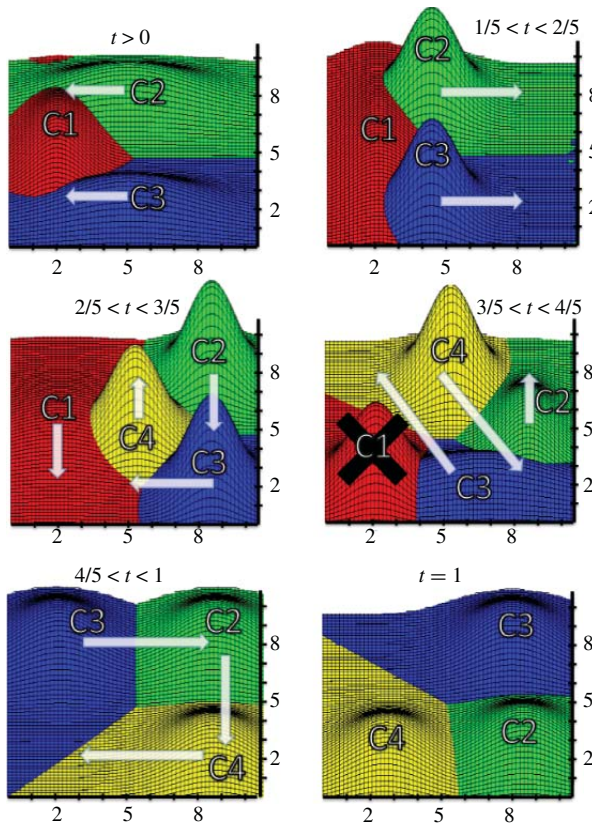 t > 0
C2
C1
C3
8
5
2
2 5 8
1/5 < t < 2/5
C2
C1
C3
8
5
2
2 5 8
2/5 < t < 3/5
C2
C1
C4
C3
8
5
2
2 5 8
3/5 < t < 4/5
C4
C2
C1
C3
8
5
2
2 5 8
4/5 < t < 1
C3 C2
C4
8
5
2
2 5 8
t = 1
C3
C4 C2
8
5
2
2 5 8